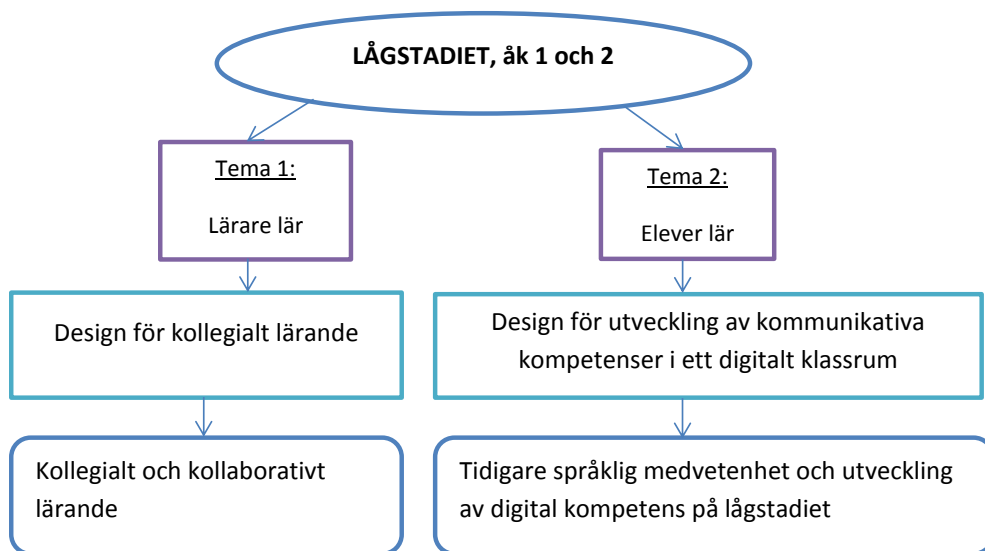 LÅGSTADIET, åk 1 och 2
Tema 1:
Lärare lär
Tema 2:
Elever lär
Design för kollegialt lärande
Design för utveckling av kommunikativa
kompetenser i ett digitalt klassrum
Kollegialt och kollaborativt
lärande
Tidigare språklig medvetenhet och utveckling
av digital kompetens på lågstadiet